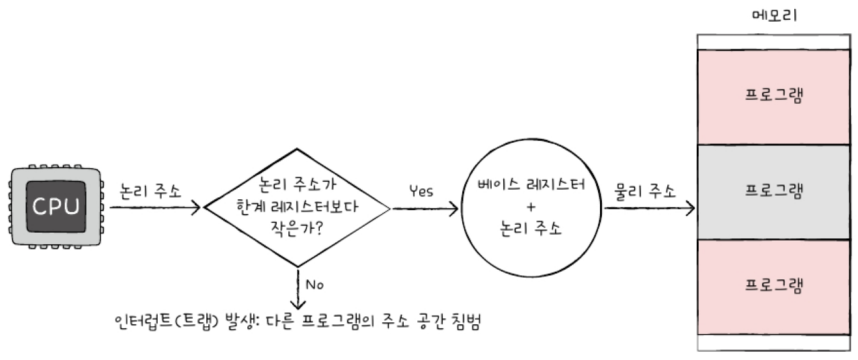 메모리
프로그램
CPU
논리 주소
논리 주소가
한계 레지스터보다
작은가?
Yes
베이스 레지스터
+
논리 주소
물리 주소
프로그램
No
프로그램
인터럽트(트랩) 발생: 다른 프로그램의 주소 공간 침범